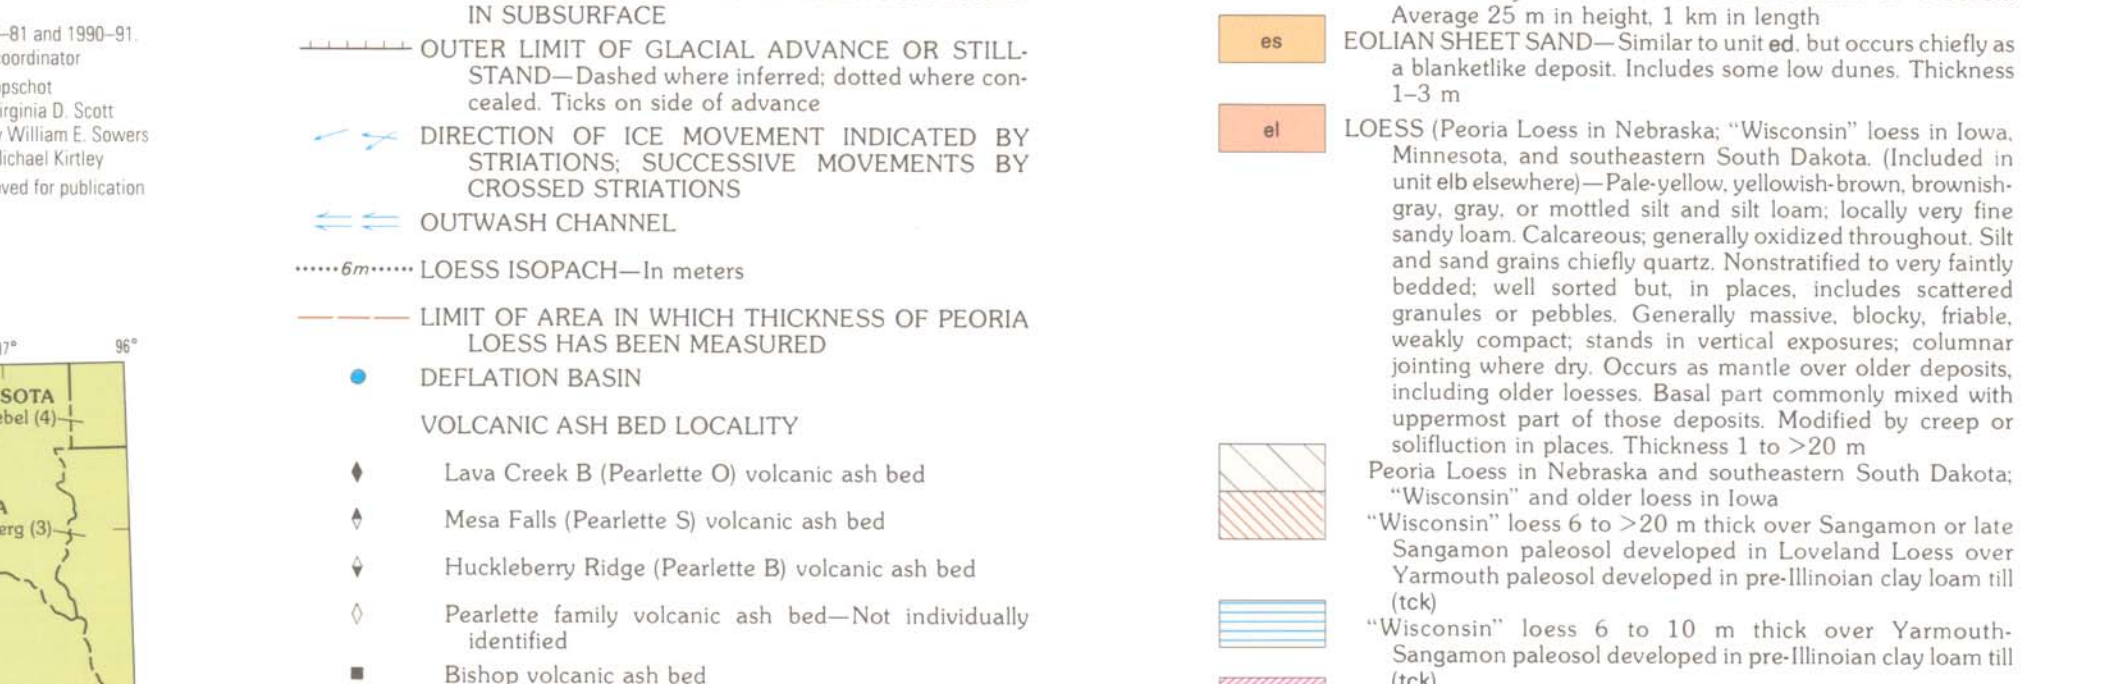 –81 and 1990–91.
oordinator
pschot
irginia D. Scott
William E. Sowers
ichael Kirtley
ved for publication
7°
96°
SOTA
ebel (4)
A
erg (3)
IN SUBSURFACE
OUTER LIMIT OF GLACIAL ADVANCE OR STILL-
STAND—Dashed where inferred; dotted where con-
cealed. Ticks on side of advance
DIRECTION OF ICE MOVEMENT INDICATED BY
STRIATIONS; SUCCESSIVE MOVEMENTS BY
CROSSED STRIATIONS
OUTWASH CHANNEL
6m LOESS ISOPACH—In meters
LIMIT OF AREA IN WHICH THICKNESS OF PEORIA
LOESS HAS BEEN MEASURED
DEFLATION BASIN
VOLCANIC ASH BED LOCALITY
Lava Creek B (Pearlette O) volcanic ash bed
Mesa Falls (Pearlette S) volcanic ash bed
Huckleberry Ridge (Pearlette B) volcanic ash bed
Pearlette family volcanic ash bed—Not individually
identified
Bishop volcanic ash bed
Average 25 m in height, 1 km in length
es EOLIAN SHEET SAND—Similar to unit ed, but occurs chiefly as
a blanketlike deposit. Includes some low dunes. Thickness
1–3 m
el LOESS (Peoria Loess in Nebraska; “Wisconsin” loess in Iowa,
Minnesota, and southeastern South Dakota. (Included in
unit elb elsewhere)—Pale-yellow, yellowish-brown, brownish-
gray, gray, or mottled silt and silt loam; locally very fine
sandy loam. Calcareous; generally oxidized throughout. Silt
and sand grains chiefly quartz. Nonstratified to very faintly
bedded; well sorted but, in places, includes scattered
granules or pebbles. Generally massive, blocky, friable,
weakly compact; stands in vertical exposures; columnar
jointing where dry. Occurs as mantle over older deposits,
including older loesses. Basal part commonly mixed with
uppermost part of those deposits. Modified by creep or
solifluction in places. Thickness 1 to >20 m
Peoria Loess in Nebraska and southeastern South Dakota;
“Wisconsin” and older loess in Iowa
“Wisconsin” loess 6 to >20 m thick over Sangamon or late
Sangamon paleosol developed in Loveland Loess over
Yarmouth paleosol developed in pre-Illinoian clay loam till
(tck)
“Wisconsin” loess 6 to 10 m thick over Yarmouth-
Sangamon paleosol developed in pre-Illinoian clay loam till
(tck)